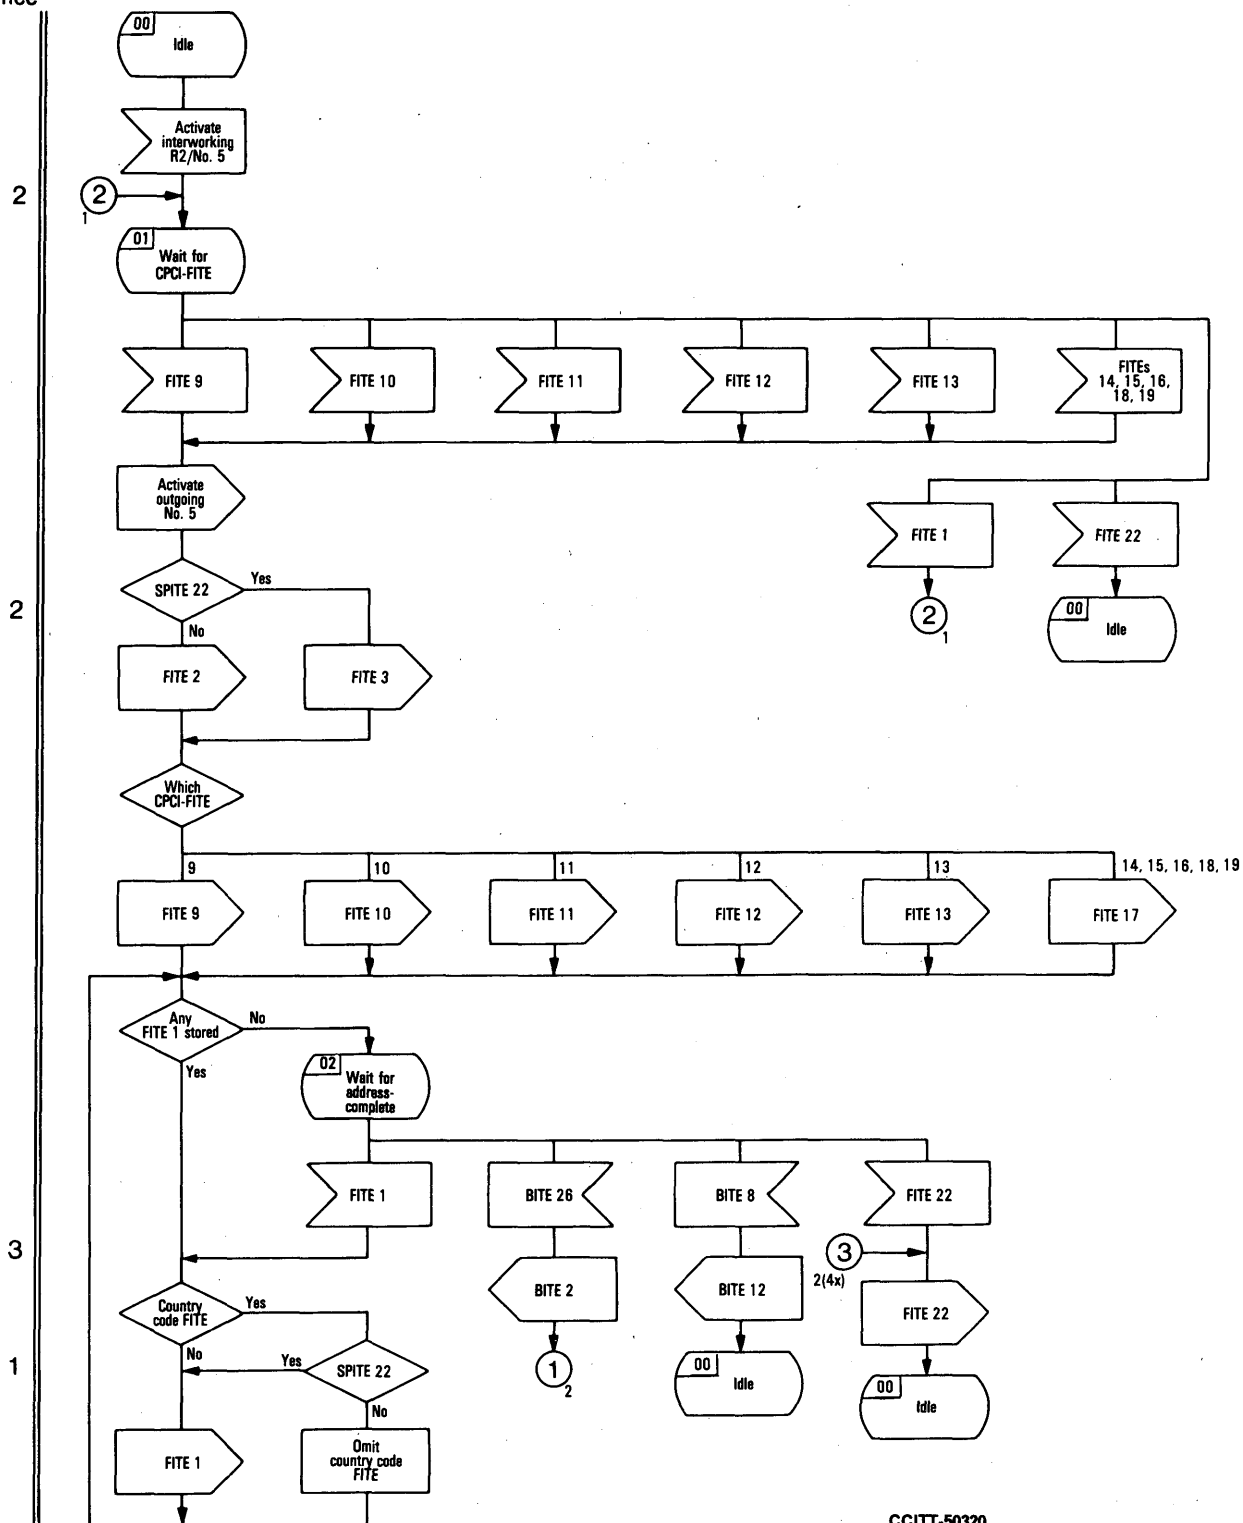 00
Idle
Activate
interworking
R2/No. 5
2
2
1
01
Wait for
CPCI-FITE
FITE 9
FITE 10
FITE 11
FITE 12
FITE 13
FITEs
14, 15, 16,
18, 19
Activate
outgoing
No. 5
FITE 1
FITE 22
2
SPITE 22
Yes
No
2
1
00
Idle
FITE 2
FITE 3
Which
CPCI-FITE
9
10
11
12
13
14, 15, 16, 18, 19
FITE 9
FITE 10
FITE 11
FITE 12
FITE 13
FITE 17
Any
FITE 1 stored
No
Yes
02
Wait for
address-
complete
FITE 1
BITE 26
BITE 8
FITE 22
3
3
2(4x)
BITE 2
BITE 12
FITE 22
Country
code FITE
Yes
No
1
Yes
SPITE 22
No
1
2
00
Idle
00
Idle
FITE 1
Omit
country code
FITE
CCITT-50320